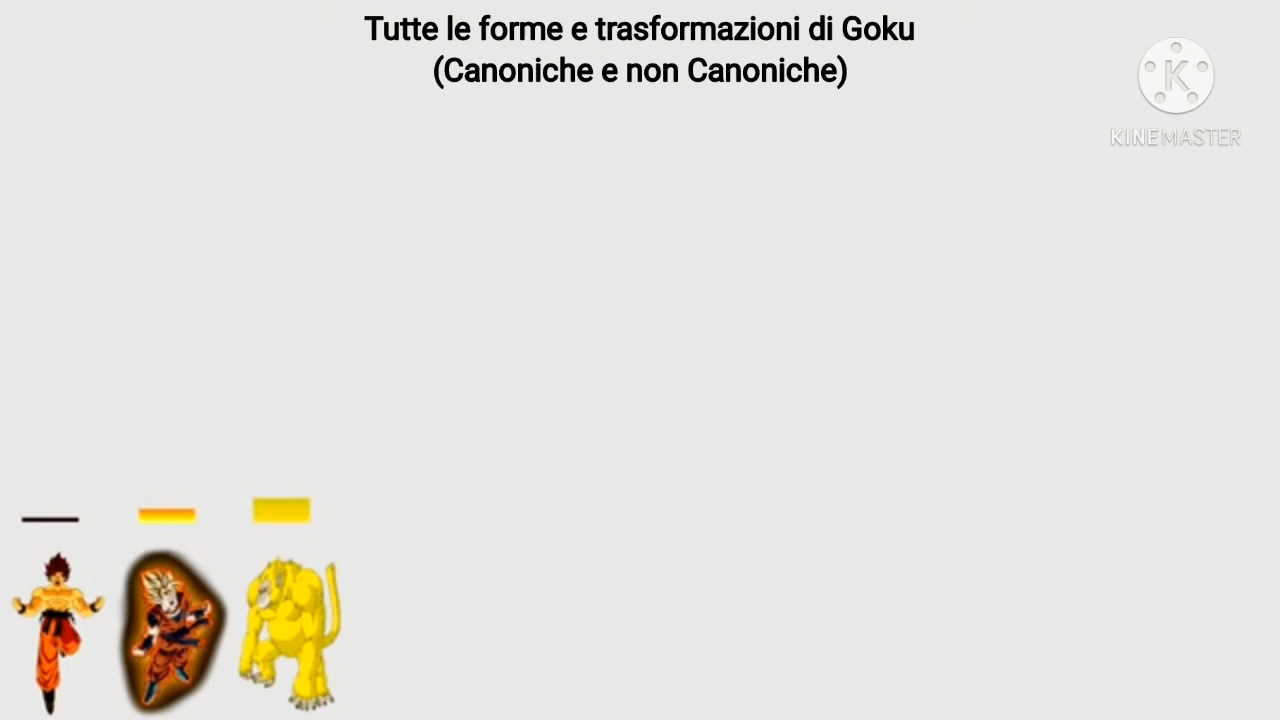 Tutte le forme e trasformazioni di Goku
(Canoniche e non Canoniche)
K
KINEMASTER